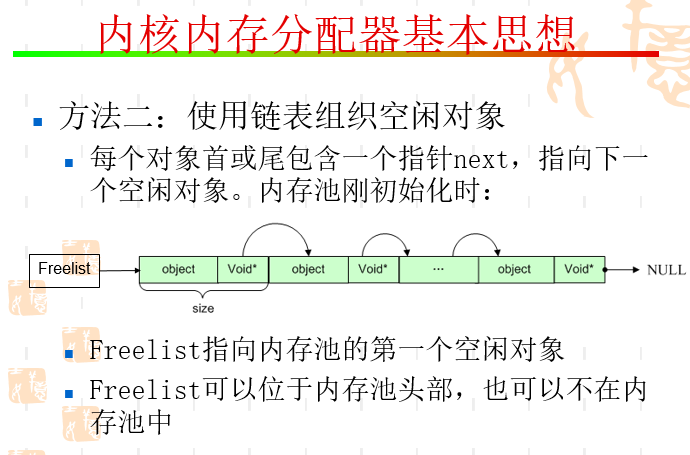 内核内存分配器基本思想
方法二：使用链表组织空闲对象
每个对象首或尾包含一个指针next，指向下一
个空闲对象。内存池刚初始化时：
Freelist object Void* object Void* … object Void* NULL
size
Freelist指向内存池的第一个空闲对象
Freelist可以位于内存池头部，也可以不在内
存池中